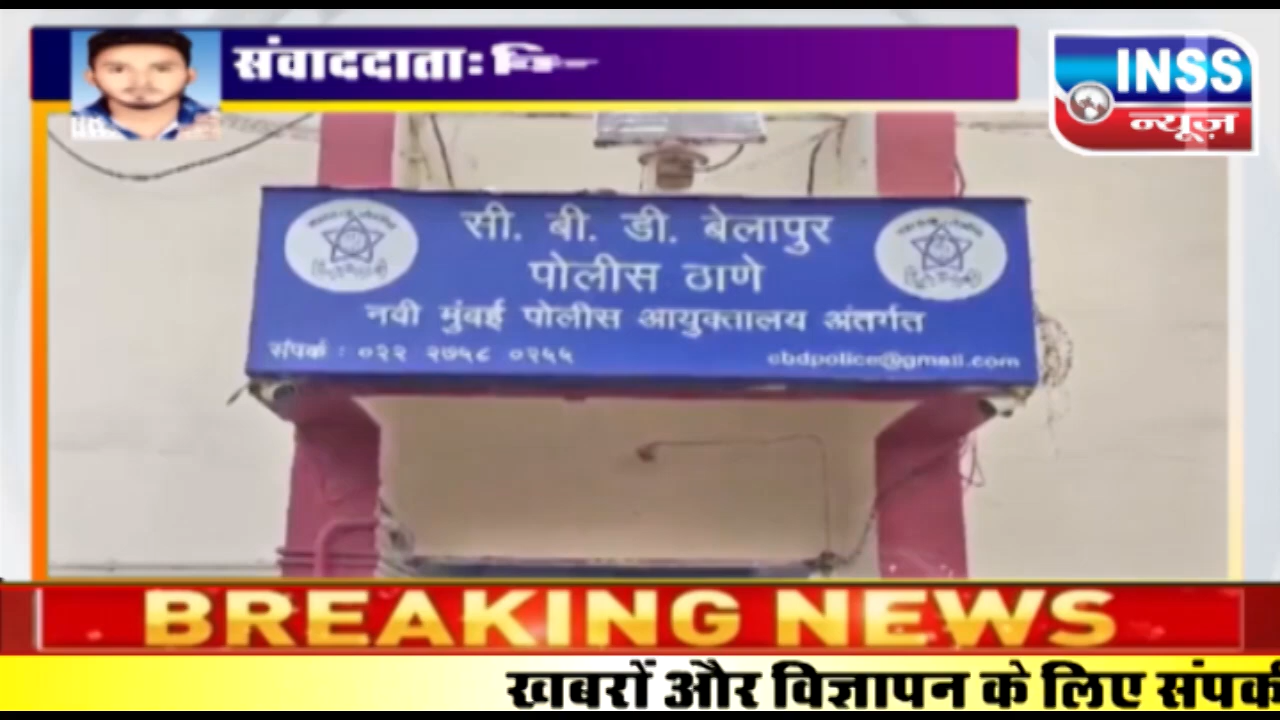 संवाददाता:
INSS
न्यूज़
सी. बी. डी. बेलापुर
पोलीस ठाणे
नवी मुंबई पोलीस आयुक्तालय अंतर्गत
संपर्क : ०२२ २७५८ ०२५५
cbdpolice@gmail.com
BREAKING NEWS
खबरों और विज्ञापन के लिए संपर्क